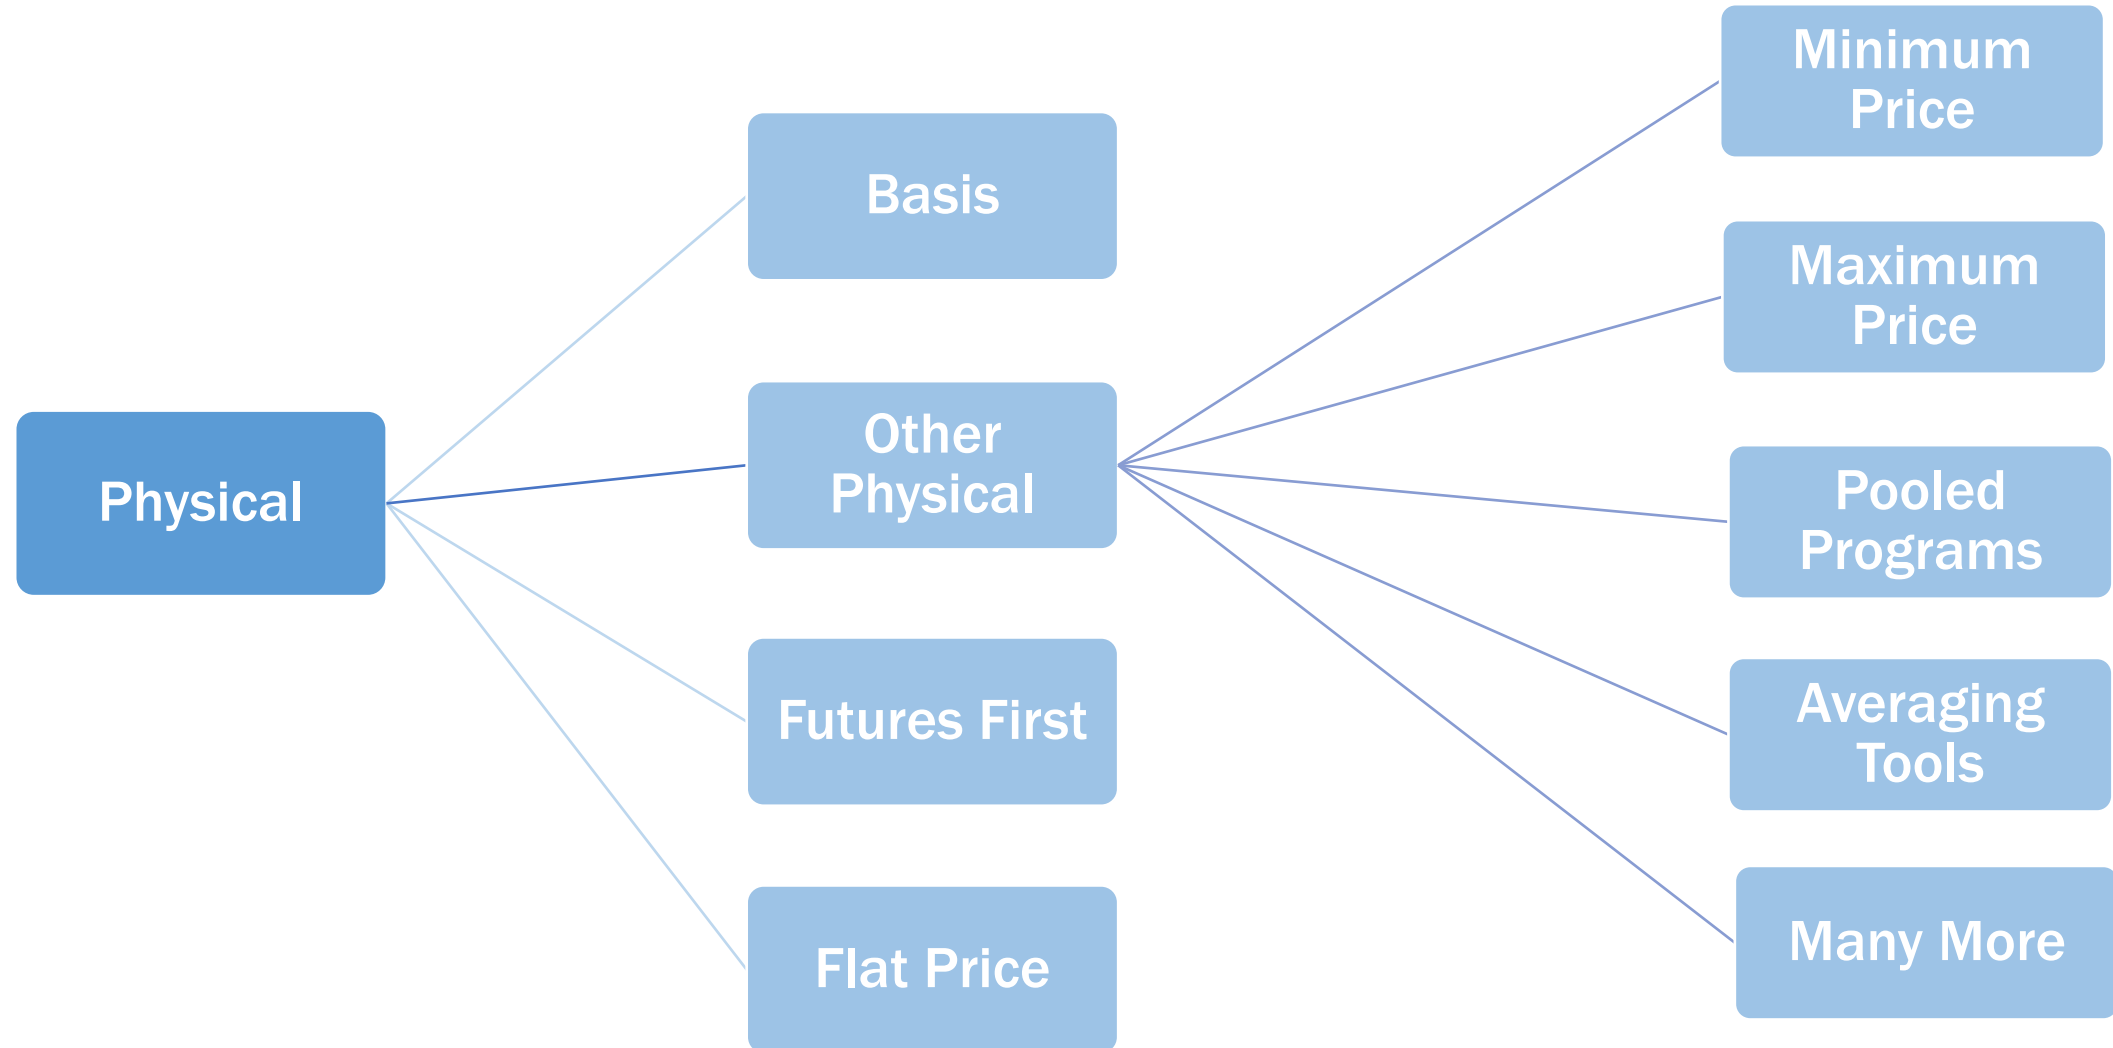 Physical
Basis
Other
Physical
Futures First
Flat Price
Minimum
Price
Maximum
Price
Pooled
Programs
Averaging
Tools
Many More